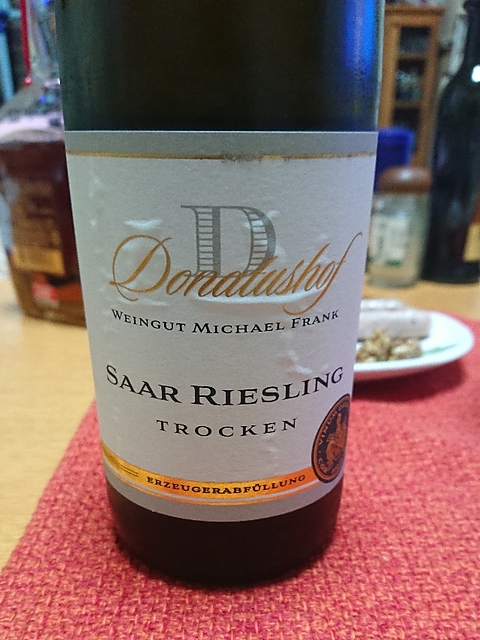 D
Donatushof
WEINGUT MICHAEL FRANK
SAAR RIESLING
TROCKEN
ERZEUGERABFÜLLUNG